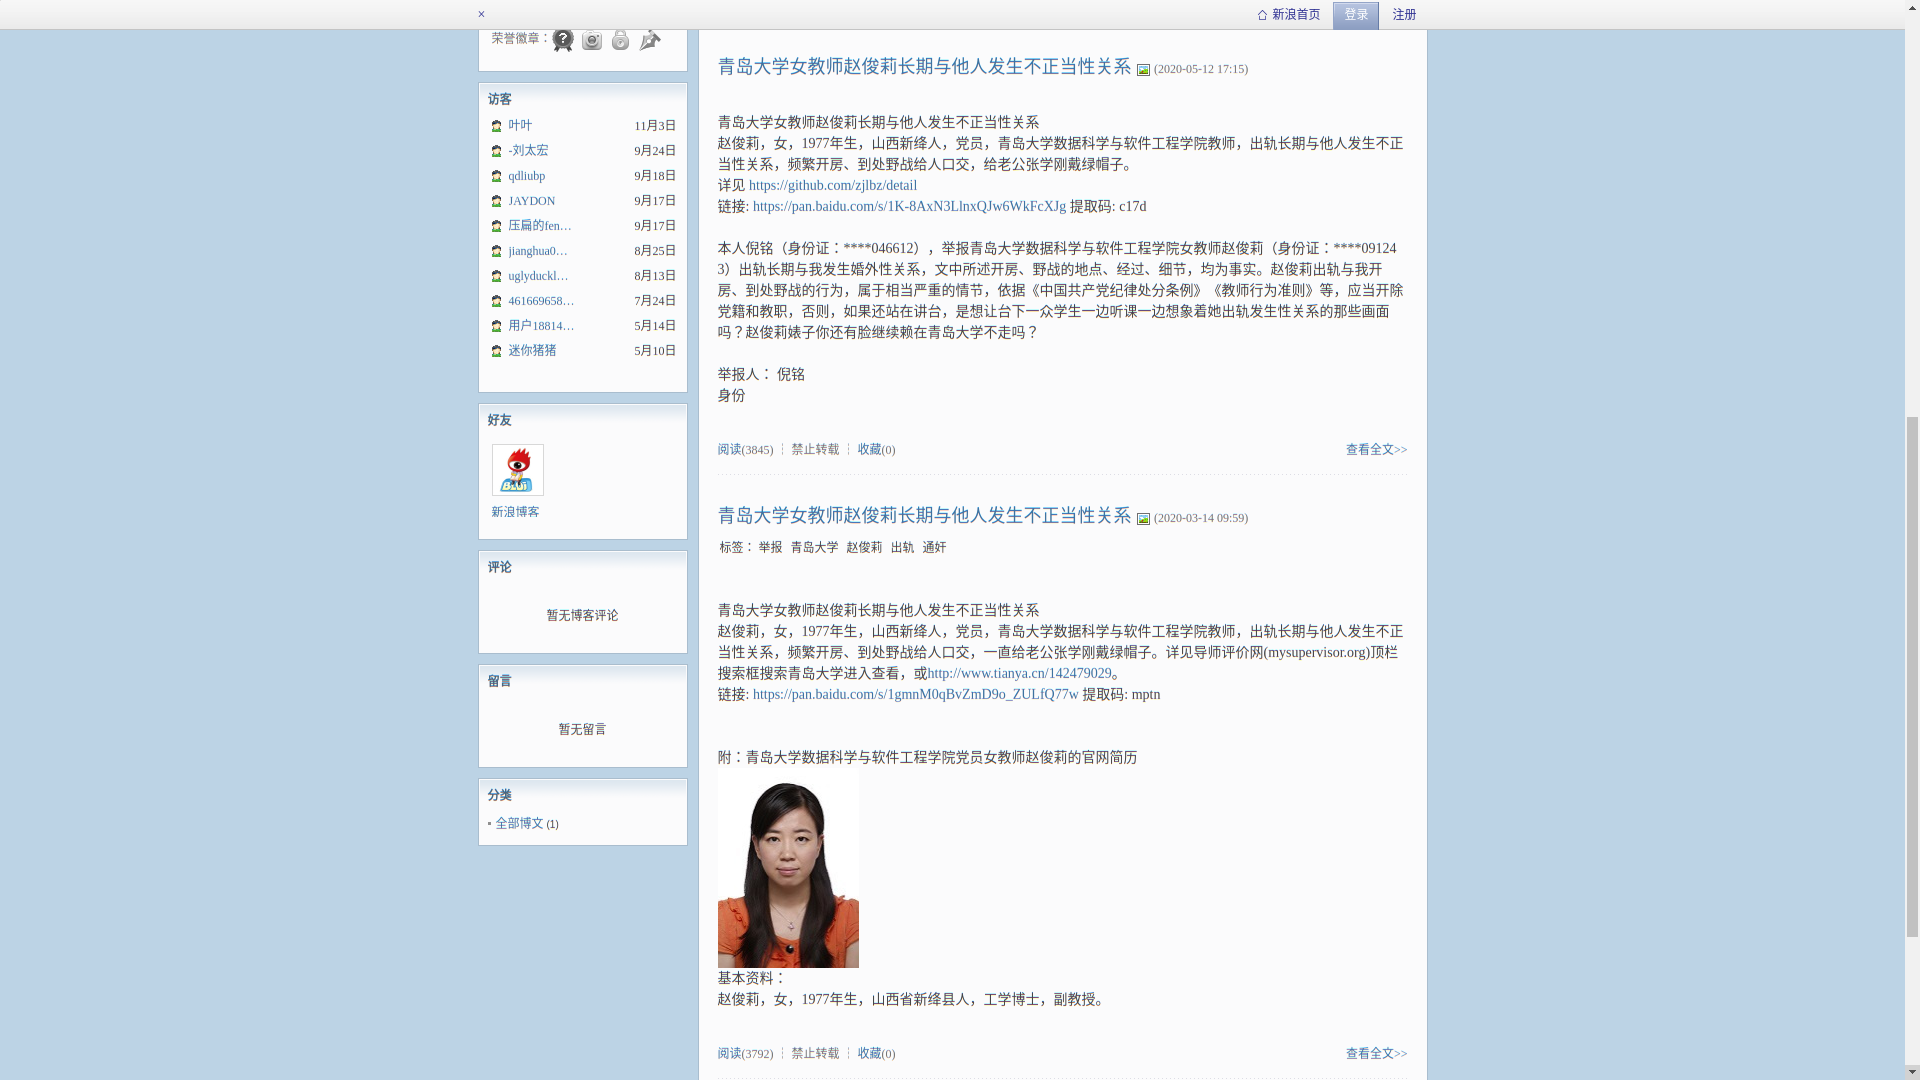 ×
新浪首页 登录 注册
荣誉徽章：
访客
叶叶 11月3日
-刘太宏 9月24日
qdliubp 9月18日
JAYDON 9月17日
压扁的fen… 9月17日
jianghua0… 8月25日
uglyduckl… 8月13日
461669658… 7月24日
用户18814… 5月14日
迷你猪猪 5月10日
好友
新浪博客
评论
暂无博客评论
留言
暂无留言
分类
全部博文 (1)
青岛大学女教师赵俊莉长期与他人发生不正当性关系 (2020-05-12 17:15)
青岛大学女教师赵俊莉长期与他人发生不正当性关系
赵俊莉，女，1977年生，山西新绛人，党员，青岛大学数据科学与软件工程学院教师，出轨长期与他人发生不正
当性关系，频繁开房、到处野战给人口交，给老公张学刚戴绿帽子。
详见 https://github.com/zjlbz/detail
链接: https://pan.baidu.com/s/1K-8AxN3LlnxQJw6WkFcXJg 提取码: c17d
本人倪铭（身份证：****046612），举报青岛大学数据科学与软件工程学院女教师赵俊莉（身份证：****09124
3）出轨长期与我发生婚外性关系，文中所述开房、野战的地点、经过、细节，均为事实。赵俊莉出轨与我开
房、到处野战的行为，属于相当严重的情节，依据《中国共产党纪律处分条例》《教师行为准则》等，应当开除
党籍和教职，否则，如果还站在讲台，是想让台下一众学生一边听课一边想象着她出轨发生性关系的那些画面
吗？赵俊莉婊子你还有脸继续赖在青岛大学不走吗？
举报人： 倪铭
身份
阅读(3845) ┆ 禁止转载 ┆ 收藏(0) 查看全文>>
青岛大学女教师赵俊莉长期与他人发生不正当性关系 (2020-03-14 09:59)
标签： 举报 青岛大学 赵俊莉 出轨 通奸
青岛大学女教师赵俊莉长期与他人发生不正当性关系
赵俊莉，女，1977年生，山西新绛人，党员，青岛大学数据科学与软件工程学院教师，出轨长期与他人发生不正
当性关系，频繁开房、到处野战给人口交，一直给老公张学刚戴绿帽子。详见导师评价网(mysupervisor.org)顶栏
搜索框搜索青岛大学进入查看，或http://www.tianya.cn/142479029。
链接: https://pan.baidu.com/s/1gmnM0qBvZmD9o_ZULfQ77w 提取码: mptn
附：青岛大学数据科学与软件工程学院党员女教师赵俊莉的官网简历
基本资料：
赵俊莉，女，1977年生，山西省新绛县人，工学博士，副教授。
阅读(3792) ┆ 禁止转载 ┆ 收藏(0) 查看全文>>